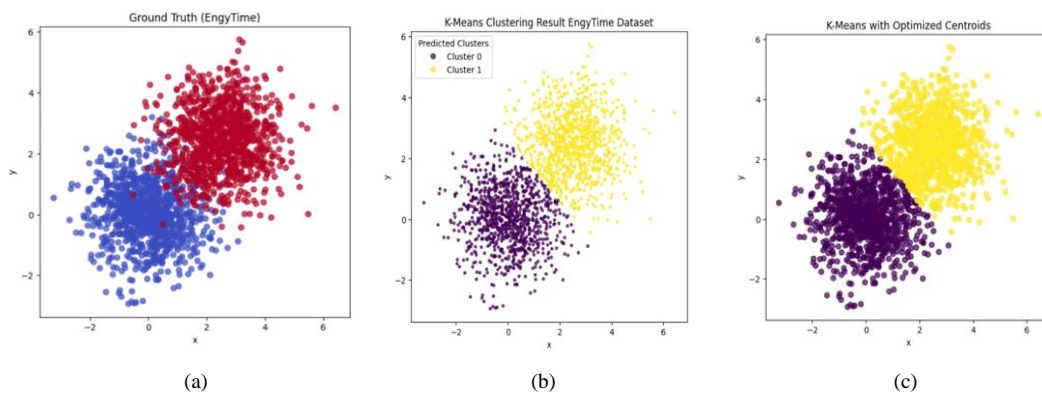 Ground Truth (EngyTime)
6
4
2
0
−2
y
−2 0 2 4 6
x
(a)
K-Means Clustering Result EngyTime Dataset
Predicted Clusters
Cluster 0
Cluster 1
6
4
2
0
−2
y
−2 0 2 4 6
x
(b)
K-Means with Optimized Centroids
6
4
2
0
−2
y
−2 0 2 4 6
x
(c)